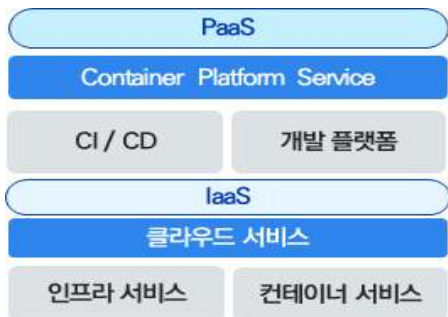 PaaS
Container Platform Service
CI / CD 개발 플랫폼
IaaS
클라우드 서비스
인프라 서비스 컨테이너 서비스